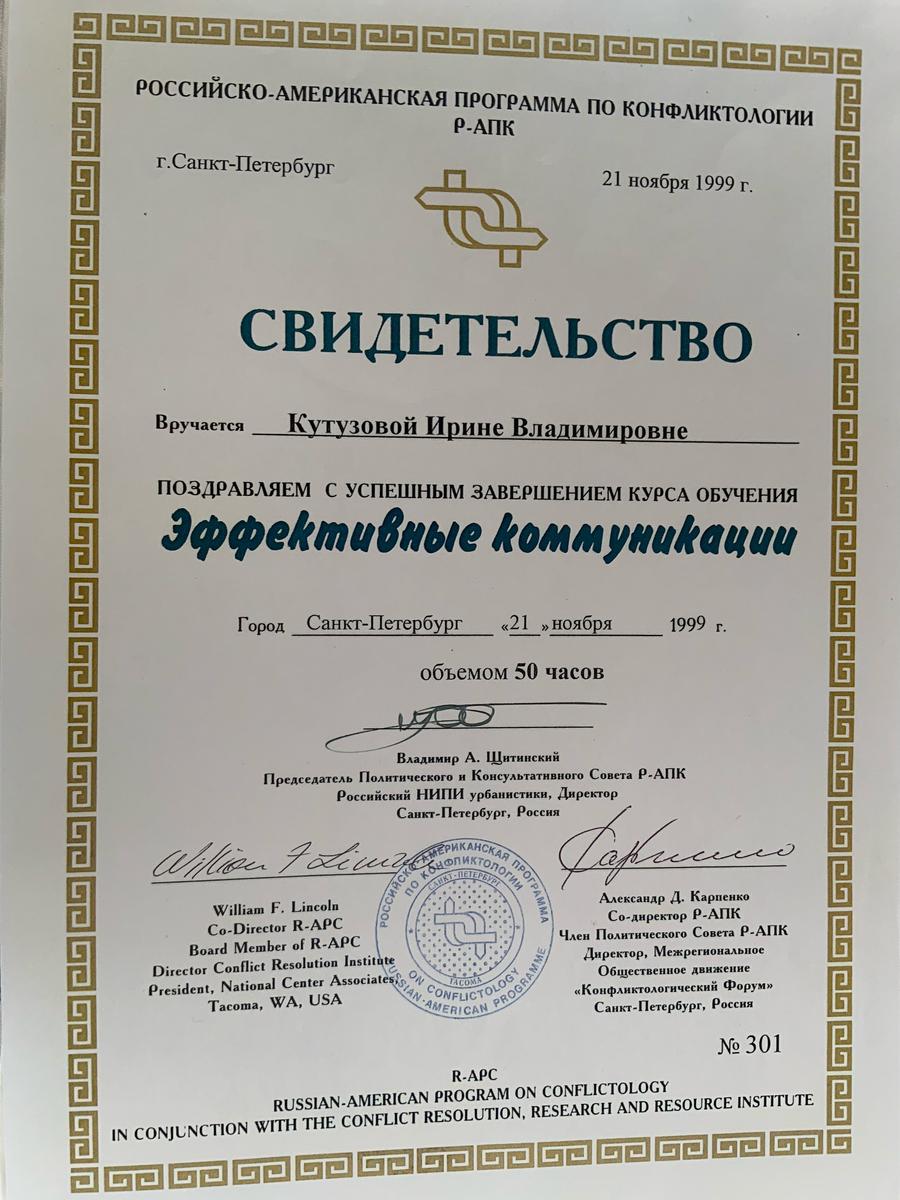 РОССИЙСКО-АМЕРИКАНСКАЯ ПРОГРАММА ПО КОНФЛИКТОЛОГИИ
Р-АПК
г.Санкт-Петербург
21 ноября 1999 г.
СВИДЕТЕЛЬСТВО
Вручается Кутузовой Ирине Владимировне
ПОЗДРАВЛЯЕМ С УСПЕШНЫМ ЗАВЕРШЕНИЕМ КУРСА ОБУЧЕНИЯ
Эффективные коммуникации
Город Санкт-Петербург «21 » ноября 1999 г.
объемом 50 часов
Владимир А. Щитинский
Председатель Политического и Консультативного Совета Р-АПК
Российский НИПИ урбанистики, Директор
Санкт-Петербург, Россия
William F Lincoln
William F. Lincoln
Co-Director R-APC
Board Member of R-APC
Director Conflict Resolution Institute
President, National Center Associates,
Tacoma, WA, USA
РОССИЙСКО-АМЕРИКАНСКАЯ ПРОГРАММА
ПО КОНФЛИКТОЛОГИИ
САНКТ-ПЕТЕРБУРГ
TACOMA
ON CONFLICTOLOGY
RUSSIAN-AMERICAN PROGRAMME
Александр Д. Карпенко
Со-директор Р-АПК
Член Политического Совета Р-АПК
Директор, Межрегиональное
Общественное движение
«Конфликтологический Форум»
Санкт-Петербург, Россия
№ 301
R-APC
RUSSIAN-AMERICAN PROGRAM ON CONFLICTOLOGY
IN CONJUNCTION WITH THE CONFLICT RESOLUTION, RESEARCH AND RESOURCE INSTITUTE